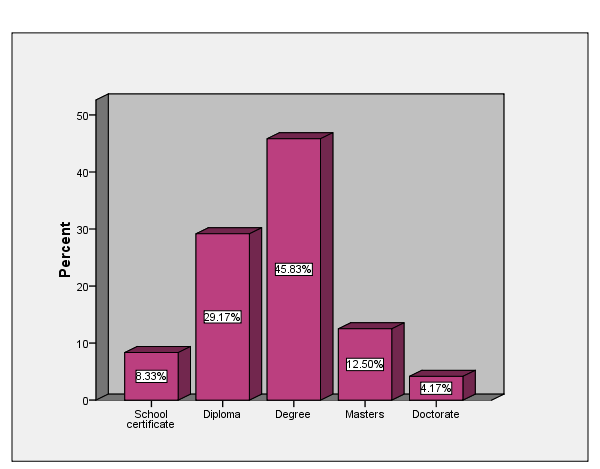 Percent
50
40
30
20
10
0
8.33%
29.17%
45.83%
12.50%
4.17%
School
certificate
Diploma
Degree
Masters
Doctorate